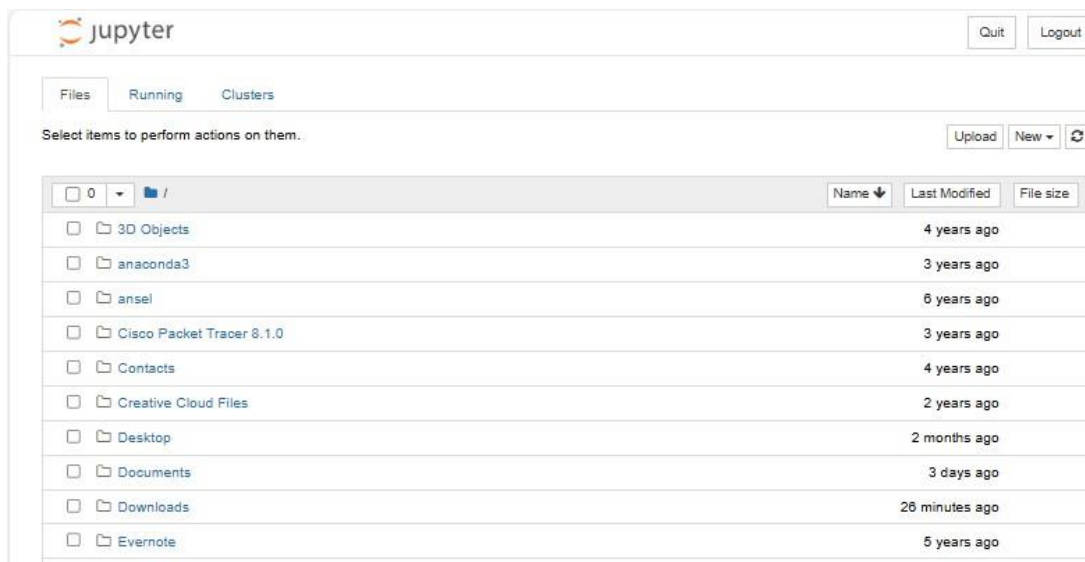 jupyter
Quit Logout
Files Running Clusters
Select items to perform actions on them.
Upload New
0 / Name Last Modified File size
3D Objects 4 years ago
anaconda3 3 years ago
ansel 6 years ago
Cisco Packet Tracer 8.1.0 3 years ago
Contacts 4 years ago
Creative Cloud Files 2 years ago
Desktop 2 months ago
Documents 3 days ago
Downloads 26 minutes ago
Evernote 5 years ago